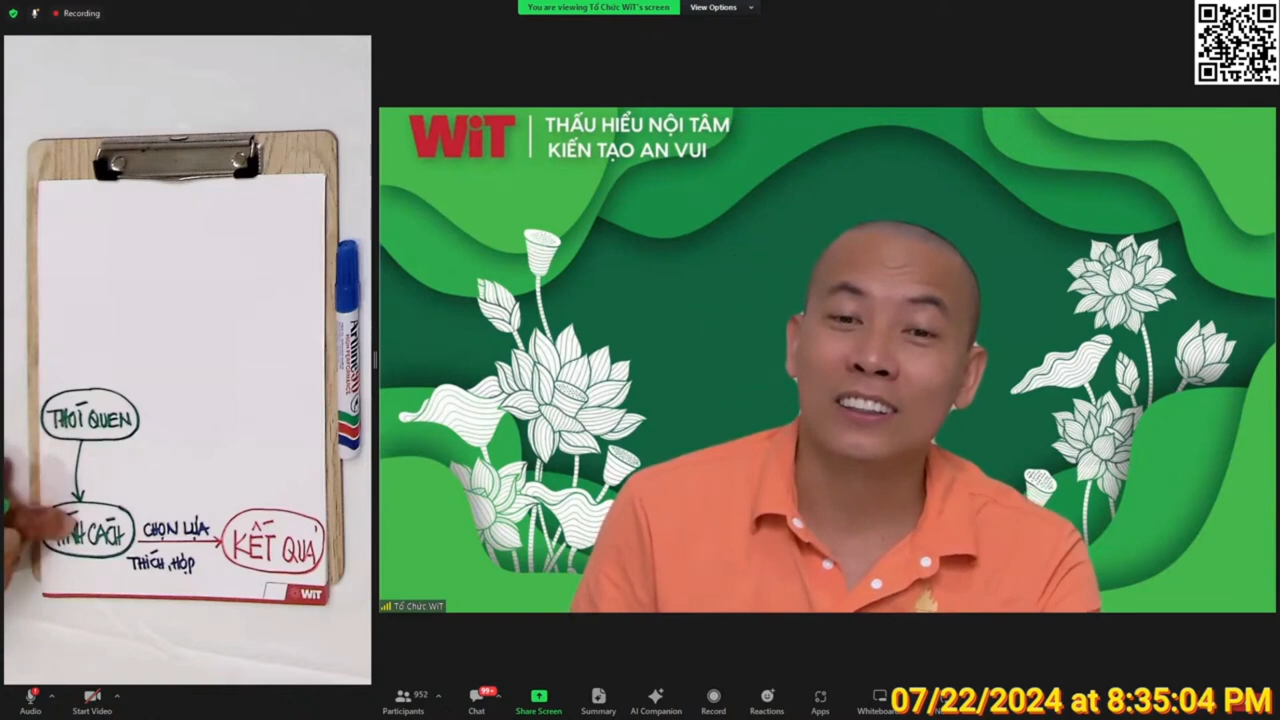 Recording
You are viewing Tổ Chức WiT's screen
View Options
WiT
THẤU HIỂU NỘI TÂM
KIẾN TẠO AN VUI
THÓI QUEN
CHỌN LỰA
KẾT QUẢ
THÍCH, HỢP
WiT
Tổ Chức WiT
Audio
Start Video
952
Participants
99+
Chat
Share Screen
Summary
AI Companion
Record
Reactions
Apps
07/22/2024 at 8:35:04 PM